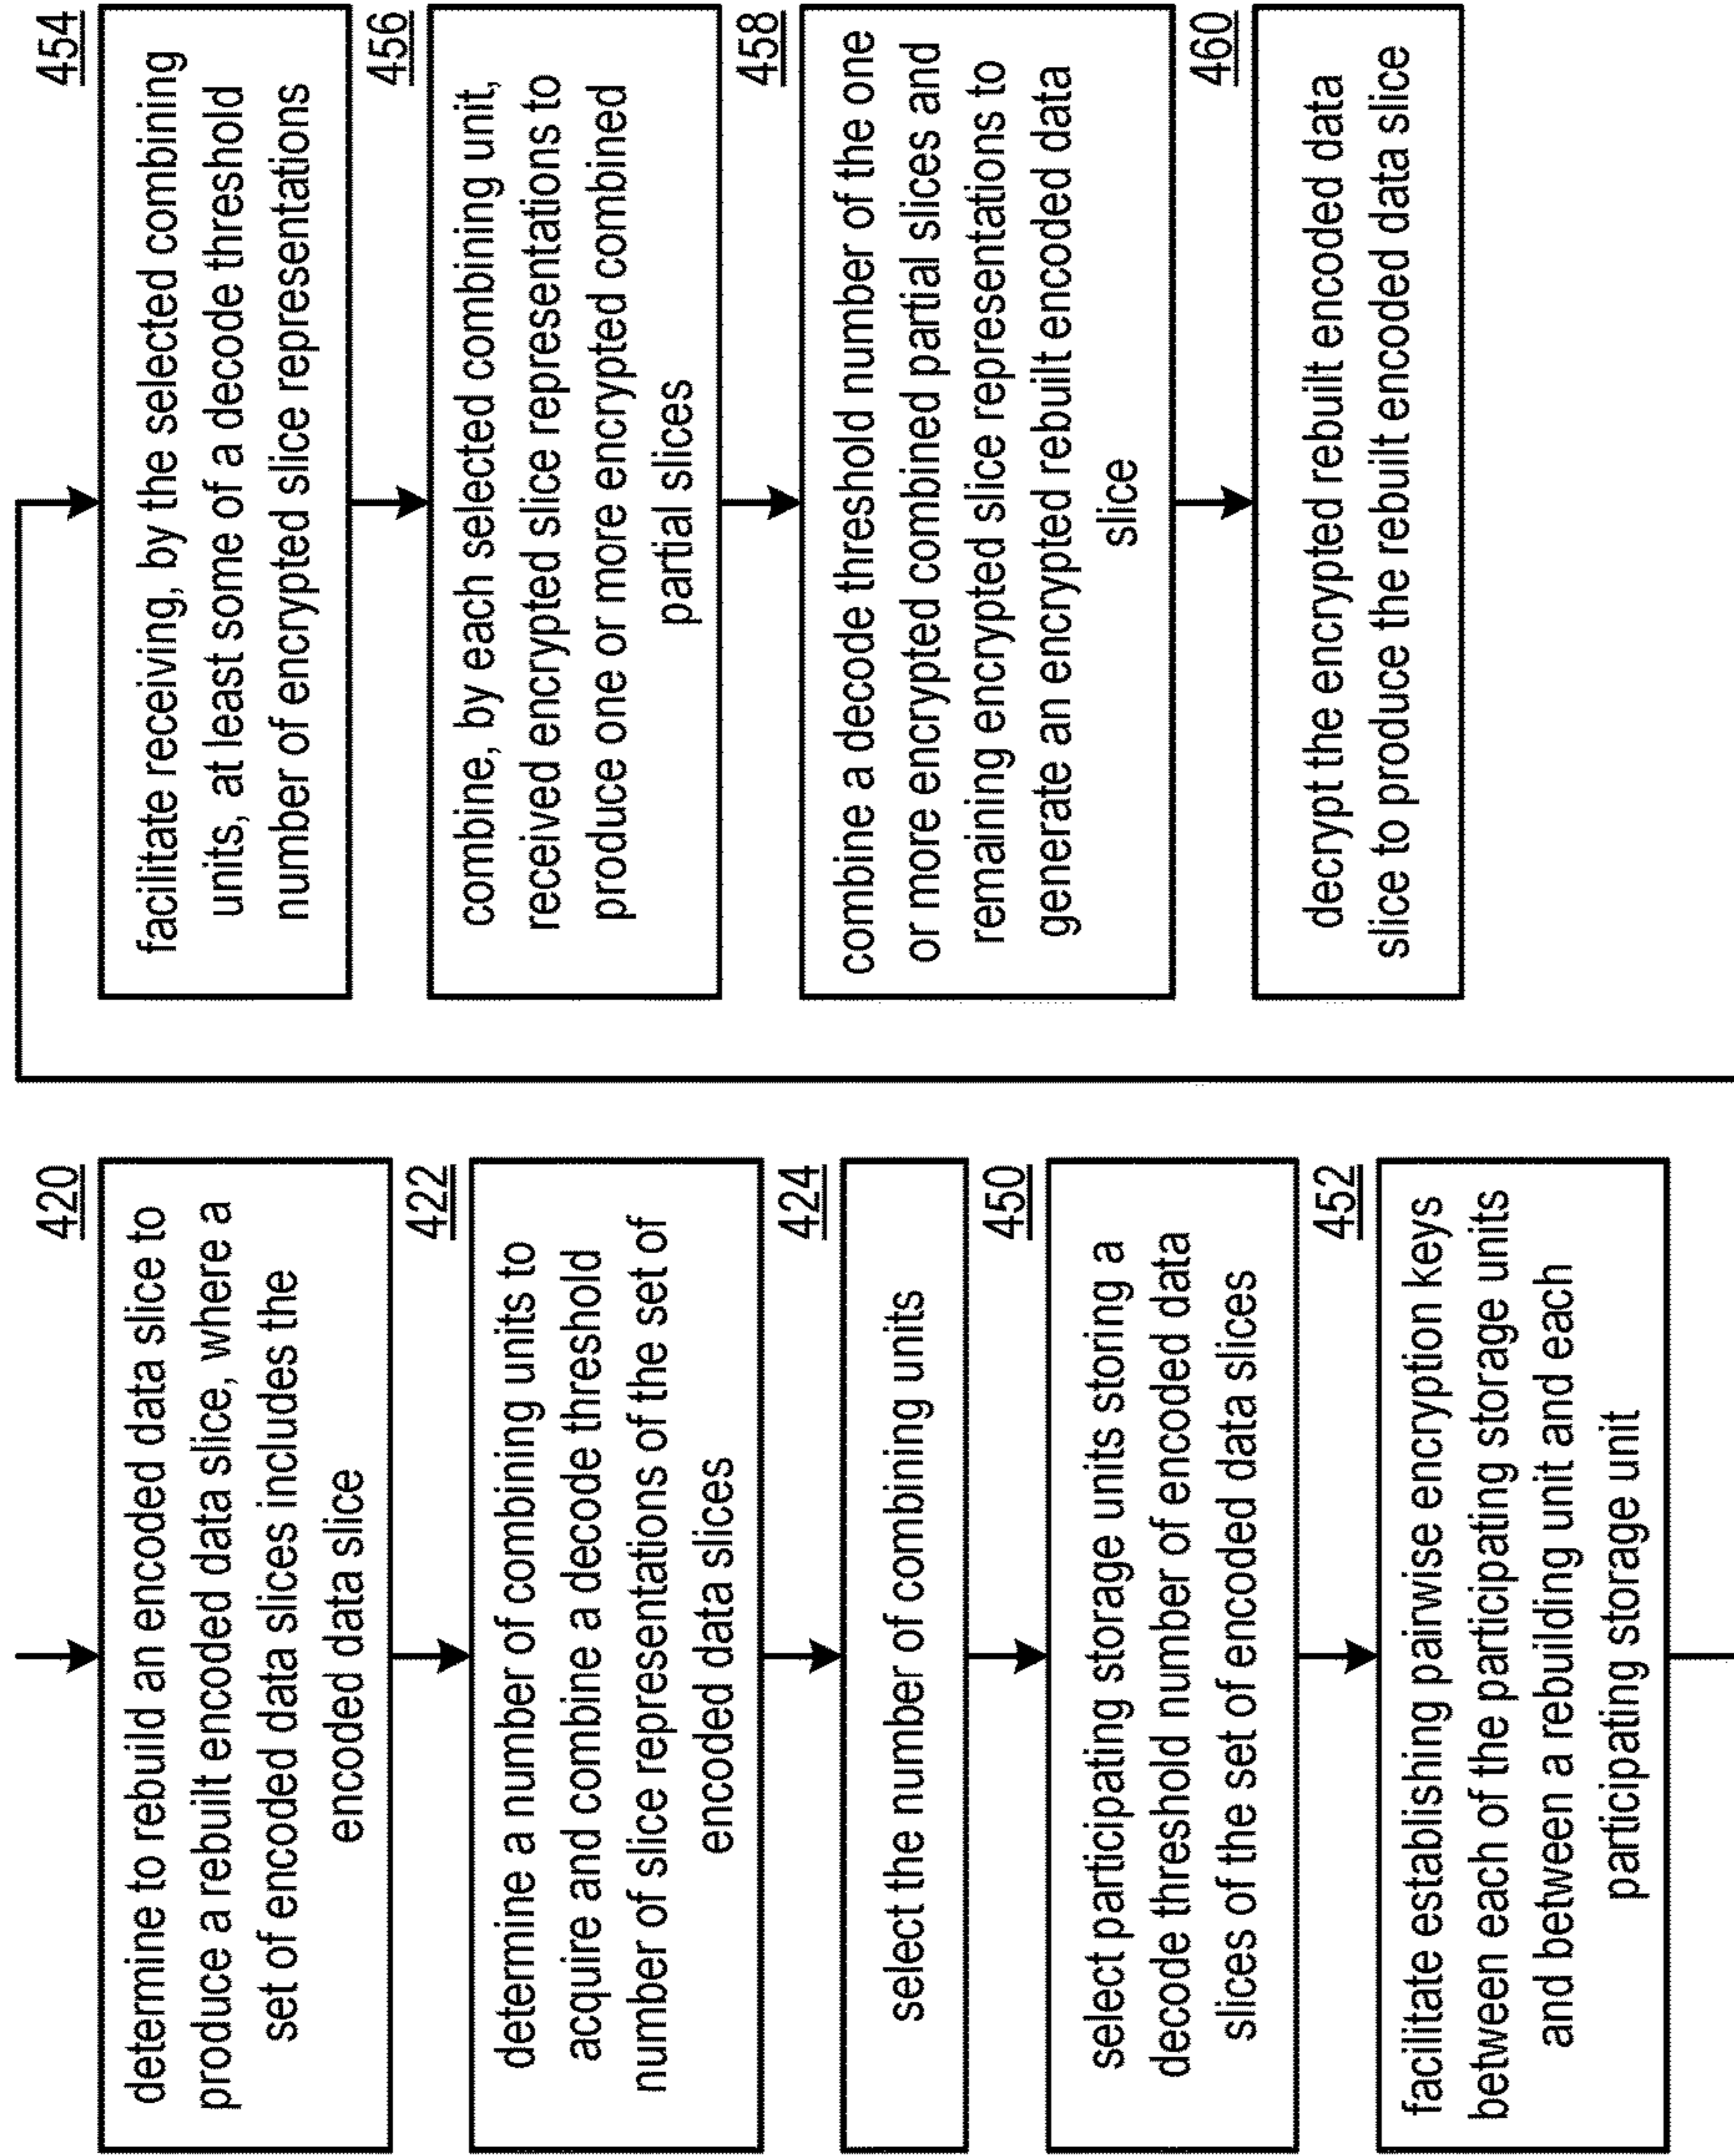 420
determine to rebuild an encoded data slice to
produce a rebuilt encoded data slice, where a
set of encoded data slices includes the
encoded data slice
422
determine a number of combining units to
acquire and combine a decode threshold
number of slice representations of the set of
encoded data slices
424
select the number of combining units
450
select participating storage units storing a
decode threshold number of encoded data
slices of the set of encoded data slices
452
facilitate establishing pairwise encryption keys
between each of the participating storage units
and between a rebuilding unit and each
participating storage unit
454
facilitate receiving, by the selected combining
units, at least some of a decode threshold
number of encrypted slice representations
456
combine, by each selected combining unit,
received encrypted slice representations to
produce one or more encrypted combined
partial slices
458
combine a decode threshold number of the one
or more encrypted combined partial slices and
remaining encrypted slice representations to
generate an encrypted rebuilt encoded data
slice
460
decrypt the encrypted rebuilt encoded data
slice to produce the rebuilt encoded data slice